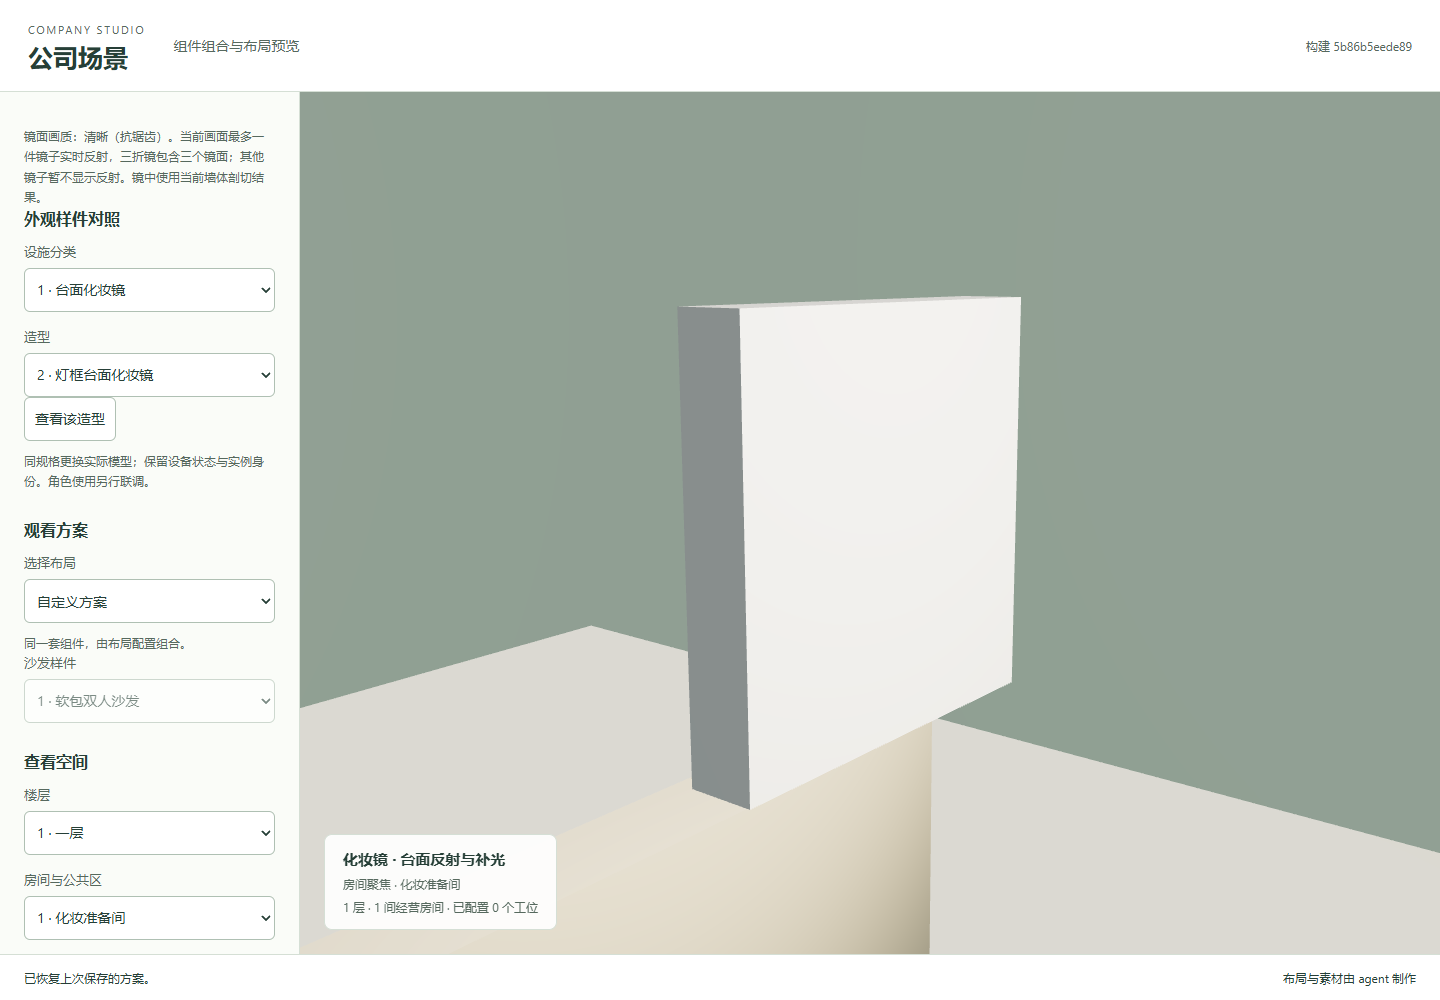 COMPANY STUDIO
公司场景
组件组合与布局预览
构建 5b86b5eede89
镜面画质：清晰（抗锯齿）。当前画面最多一
件镜子实时反射，三折镜包含三个镜面；其他
镜子暂不显示反射。镜中使用当前墙体剖切结
果。
外观样件对照
设施分类
1 · 台面化妆镜
造型
2 · 灯框台面化妆镜
查看该造型
同规格更换实际模型；保留设备状态与实例身
份。角色使用另行联调。
观看方案
选择布局
自定义方案
同一套组件，由布局配置组合。
沙发样件
1 · 软包双人沙发
查看空间
楼层
1 · 一层
房间与公共区
1 · 化妆准备间
化妆镜 · 台面反射与补光
房间聚焦 · 化妆准备间
1 层 · 1 间经营房间 · 已配置 0 个工位
已恢复上次保存的方案。
布局与素材由 agent 制作